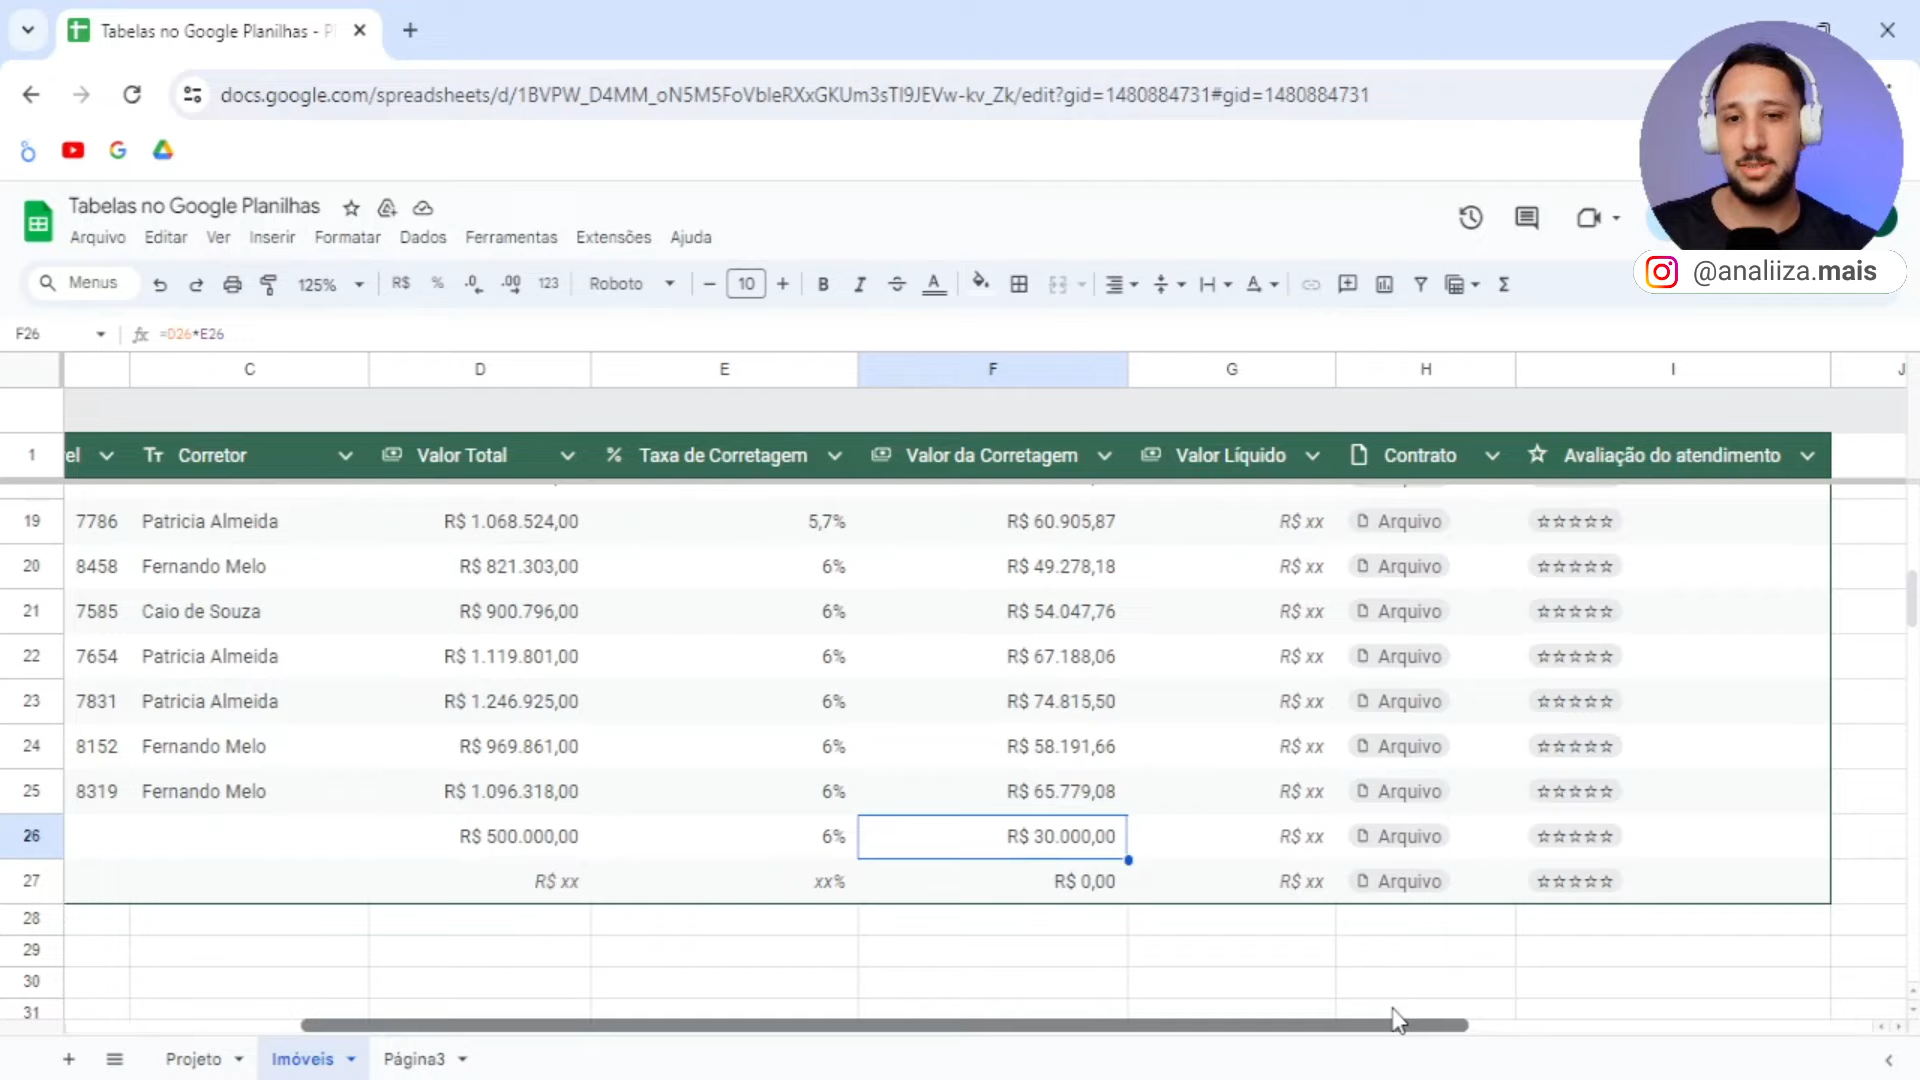 Tabelas no Google Planilhas - P
docs.google.com/spreadsheets/d/1BVPW_D4MM_oN5M5FoVbleRXxGKUm3sTI9JEVw-kv_Zk/edit?gid=1480884731#gid=1480884731
Tabelas no Google Planilhas
Arquivo Editar Ver Inserir Formatar Dados Ferramentas Extensões Ajuda
@analiiza.mais
Menus 125% R$ % .0 .00 123 Roboto 10 B I A
F26 fx =D26*E26
C D E F G H I J
1 el Corretor Valor Total % Taxa de Corretagem Valor da Corretagem Valor Líquido Contrato Avaliação do atendimento
19 7786 Patricia Almeida R$ 1.068.524,00 5,7% R$ 60.905,87 R$ xx Arquivo
20 8458 Fernando Melo R$ 821.303,00 6% R$ 49.278,18 R$ xx Arquivo
21 7585 Caio de Souza R$ 900.796,00 6% R$ 54.047,76 R$ xx Arquivo
22 7654 Patricia Almeida R$ 1.119.801,00 6% R$ 67.188,06 R$ xx Arquivo
23 7831 Patricia Almeida R$ 1.246.925,00 6% R$ 74.815,50 R$ xx Arquivo
24 8152 Fernando Melo R$ 969.861,00 6% R$ 58.191,66 R$ xx Arquivo
25 8319 Fernando Melo R$ 1.096.318,00 6% R$ 65.779,08 R$ xx Arquivo
26 R$ 500.000,00 6% R$ 30.000,00 R$ xx Arquivo
27 R$ xx xx% R$ 0,00 R$ xx Arquivo
28
29
30
31
Projeto Imóveis Página3